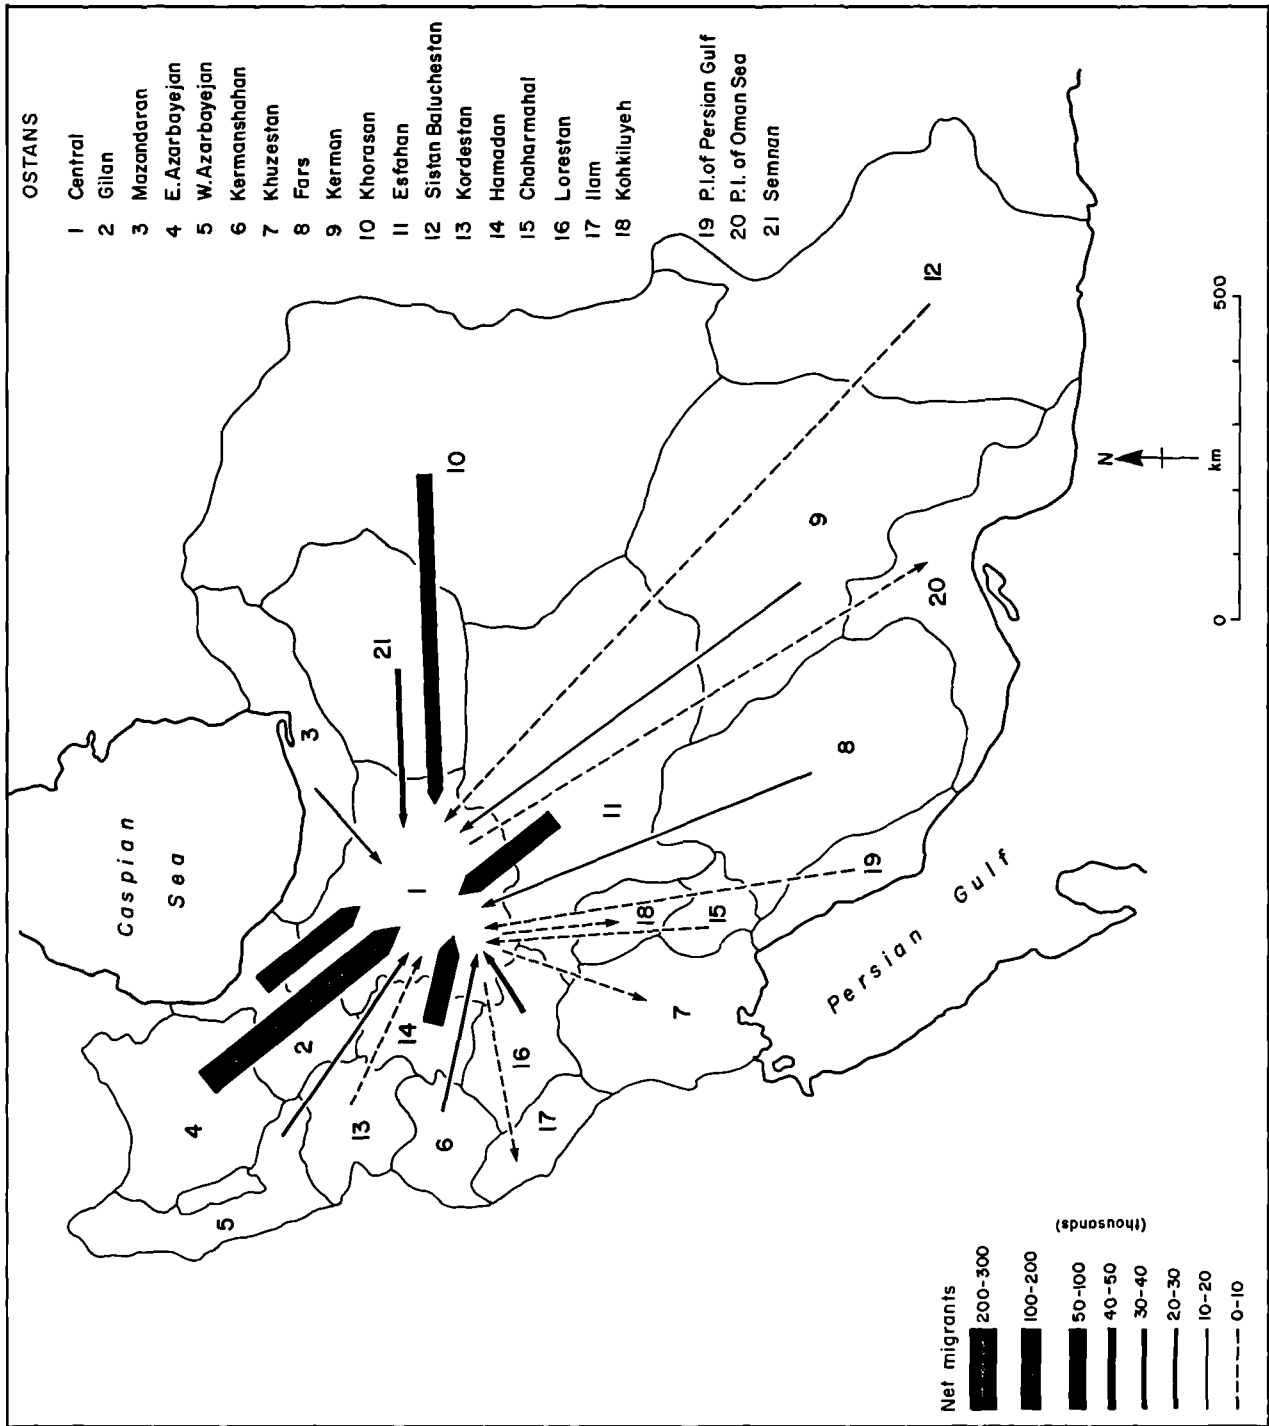 OSTANS
1 Central
2 Gilan
3 Mazandaran
4 E.Azarbayejan
5 W.Azarbayejan
6 Kermanshahan
7 Khuzestan
8 Fars
9 Kerman
10 Khorasan
11 Esfahan
12 Sistan Baluchestan
13 Kordestan
14 Hamadan
15 Chaharmahal
16 Lorestan
17 Ilam
18 Kohkiluyeh
19 P.I.of Persian Gulf
20 P.I. of Oman Sea
21 Semnan
Caspian
Sea
Persian Gulf
1
2
3
4
5
6
7
8
9
10
11
12
13
14
15
16
17
18
19
20
21
N
0 km 500
Net migrants
(thousands)
200-300
100-200
50-100
40-50
30-40
20-30
10-20
0-10